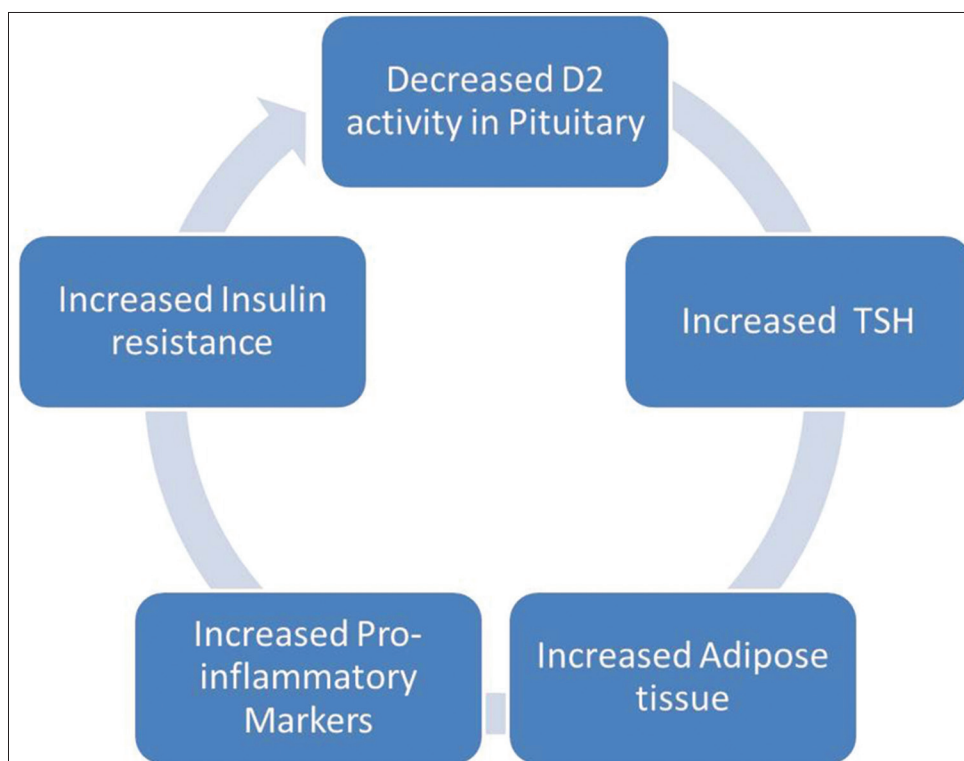 Decreased D2
activity in Pituitary
Increased TSH
Increased Adipose
tissue
Increased Pro-
inflammatory
Markers
Increased Insulin
resistance